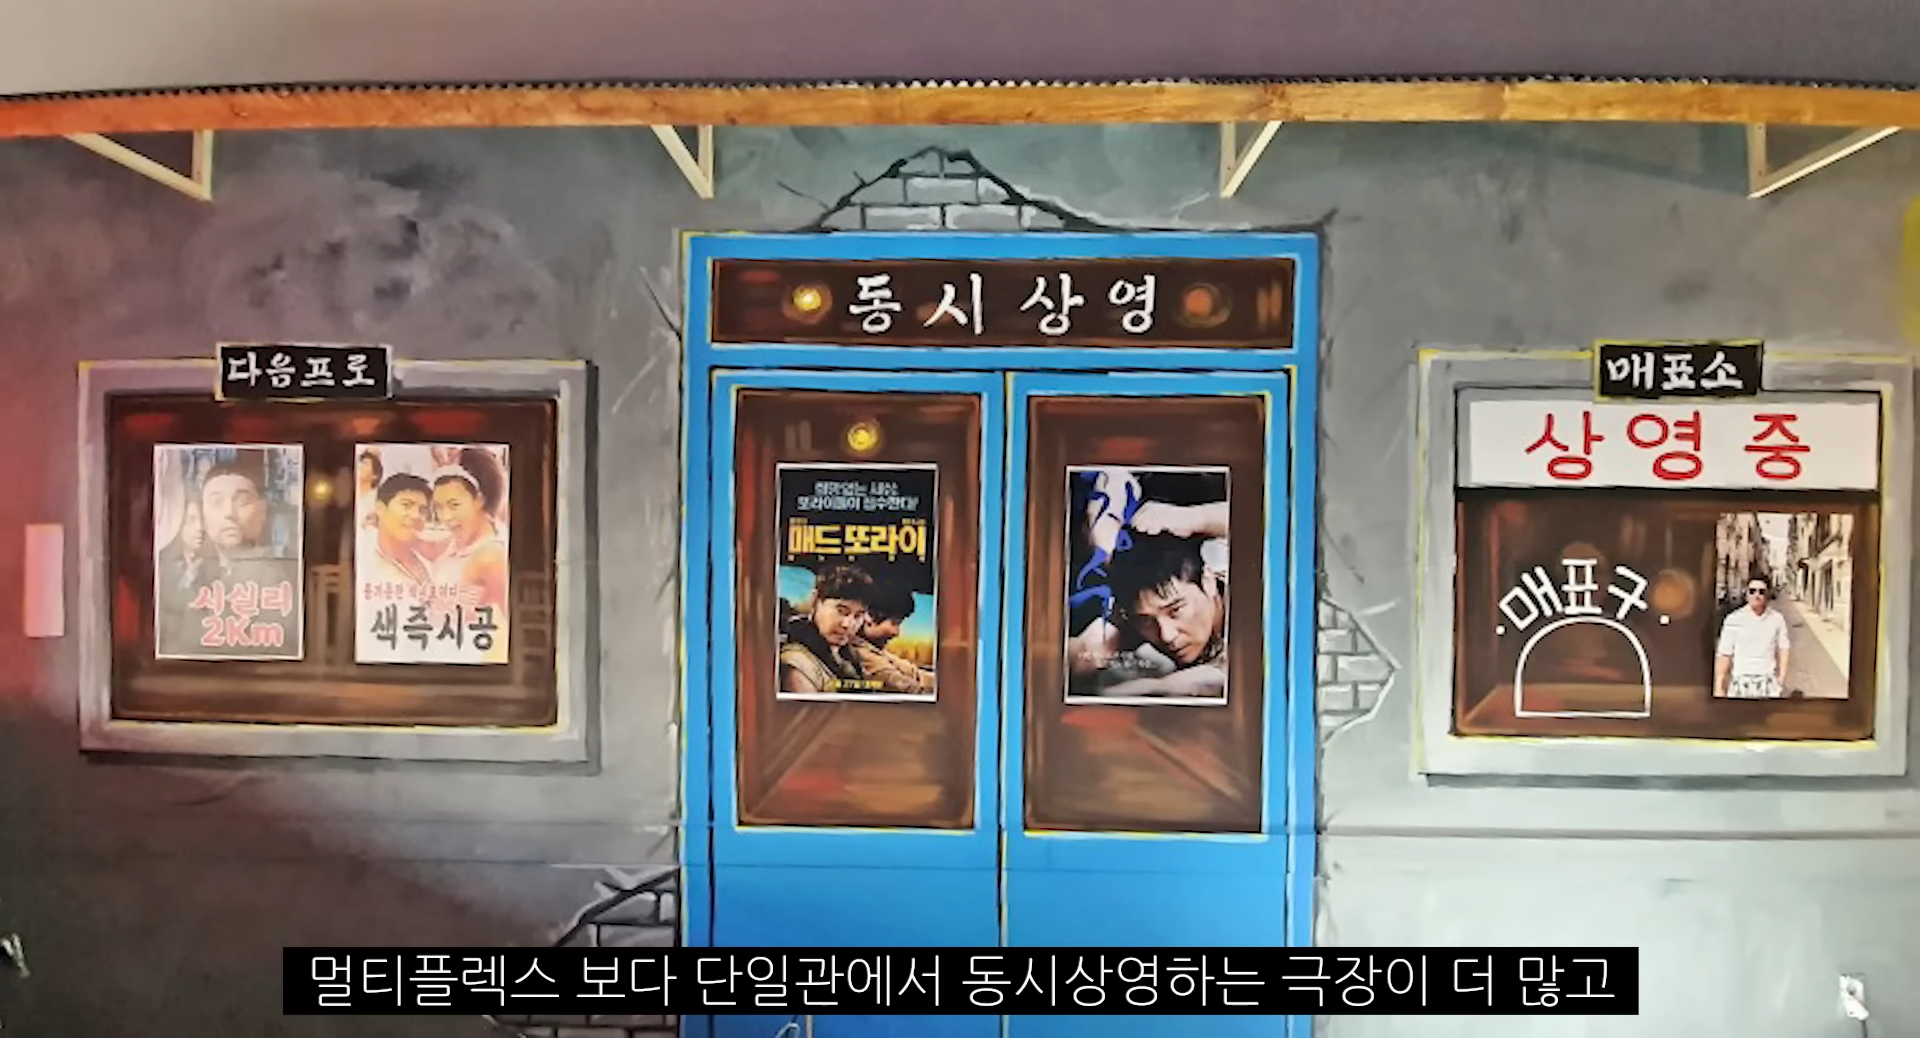 동시상영
다음프로
매표소
상영중
시실리
2Km
색즉시공
매드 또라이
매표구
멀티플렉스 보다 단일관에서 동시상영하는 극장이 더 많고